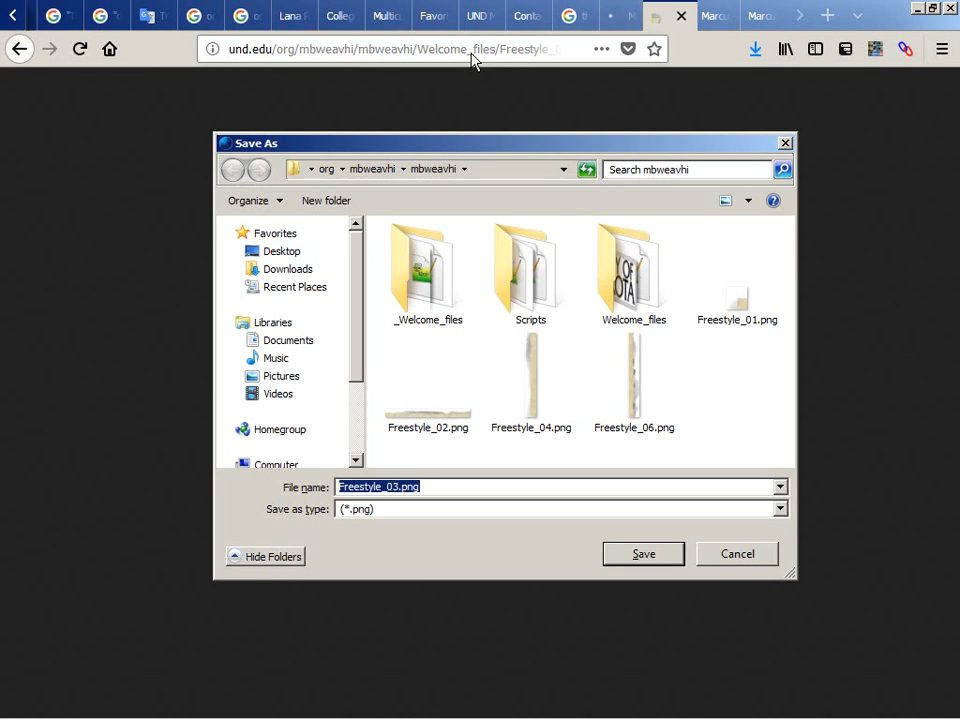 Lana
Colleg
Multic
Favor
UND
Conta
Marcu
Marcu
und.edu/org/mbweavhi/mbweavhi/Welcome_files/Freestyle_
Save As
org mbweavhi mbweavhi
Search mbweavhi
Organize New folder
Favorites
Desktop
Downloads
Recent Places
Libraries
Documents
Music
Pictures
Videos
Homegroup
Computer
_Welcome_files Scripts Welcome_files Freestyle_01.png
Freestyle_02.png Freestyle_04.png Freestyle_06.png
File name: Freestyle_03.png
Save as type: (*.png)
Hide Folders Save Cancel